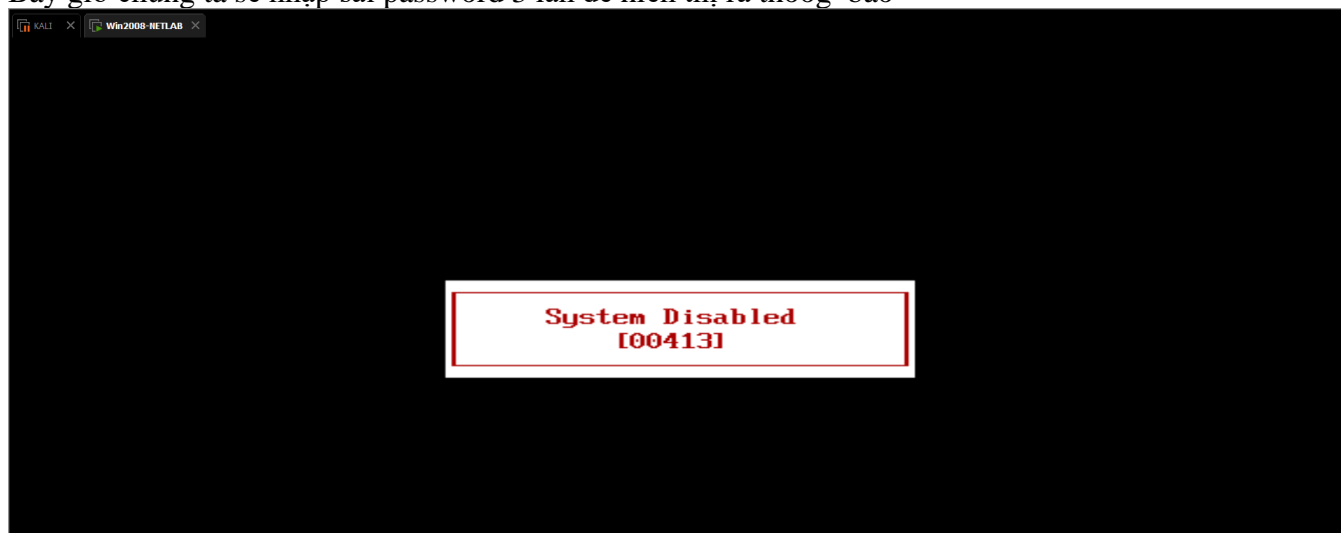 Bây giờ chúng ta sẽ nhập sai password 3 lần để hiển thị ra thôog báo
KALI
Win2008-NETLAB
System Disabled
[00413]